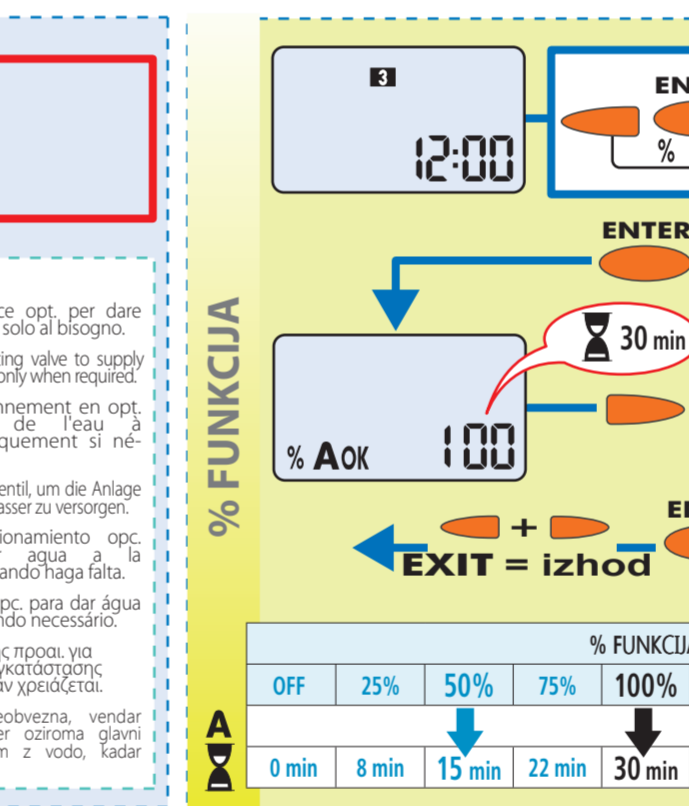 ce opt. per dare
solo al bisogno.
ing valve to supply
only when required.
nnement en opt.
de l'eau à
quement si né-
entil, um die Anlage
asser zu versorgen.
ionamiento opc.
agua a la
ando haga falta.
pc. para dar água
ndo necessário.
ς προαι. για
γκατάστασης
ν χρειάζεται.
eobvezna, vendar
er oziroma glavni
m z vodo, kadar
% FUNKCIJA
3
12:00
EN
%
ENTER
30 min
% A OK 100
E
+
EXIT = izhod
% FUNKCIJA
OFF 25% 50% 75% 100%
A
0 min 8 min 15 min 22 min 30 min